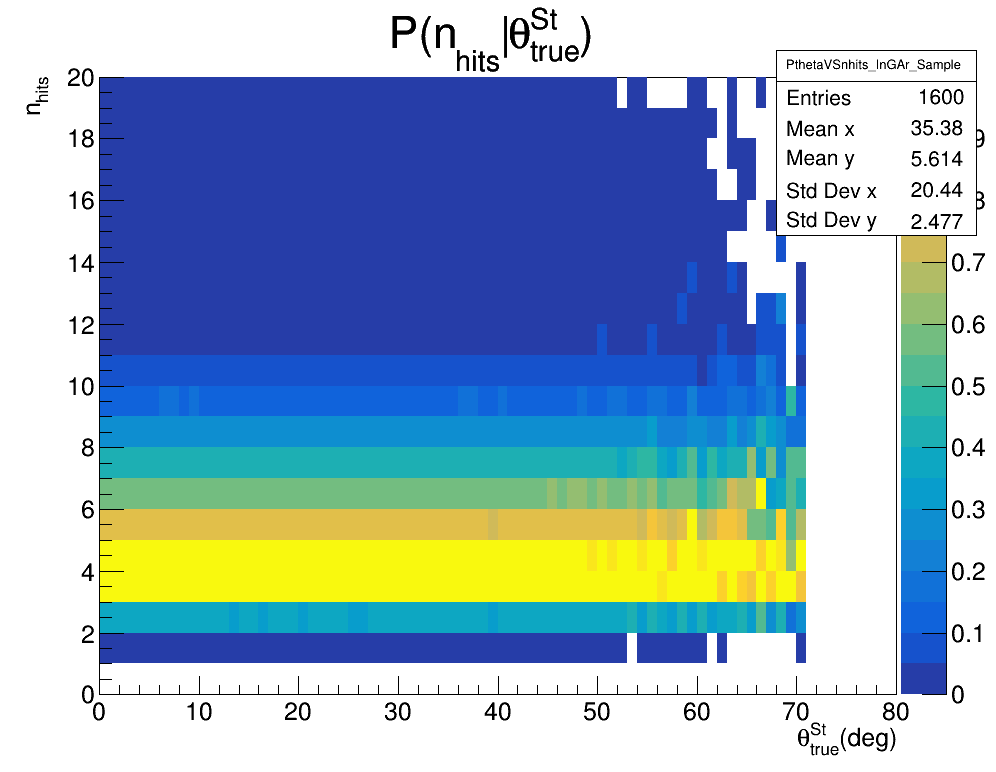 P(n_hits|θ^St_true)
PthetaVSnhits_InGAr_Sample
Entries 1600
Mean x 35.38
Mean y 5.614
Std Dev x 20.44
Std Dev y 2.477
n_hits
20
18
16
14
12
10
8
6
4
2
0
0 10 20 30 40 50 60 70 80
θ^St_true(deg)
9
8
0.7
0.6
0.5
0.4
0.3
0.2
0.1
0